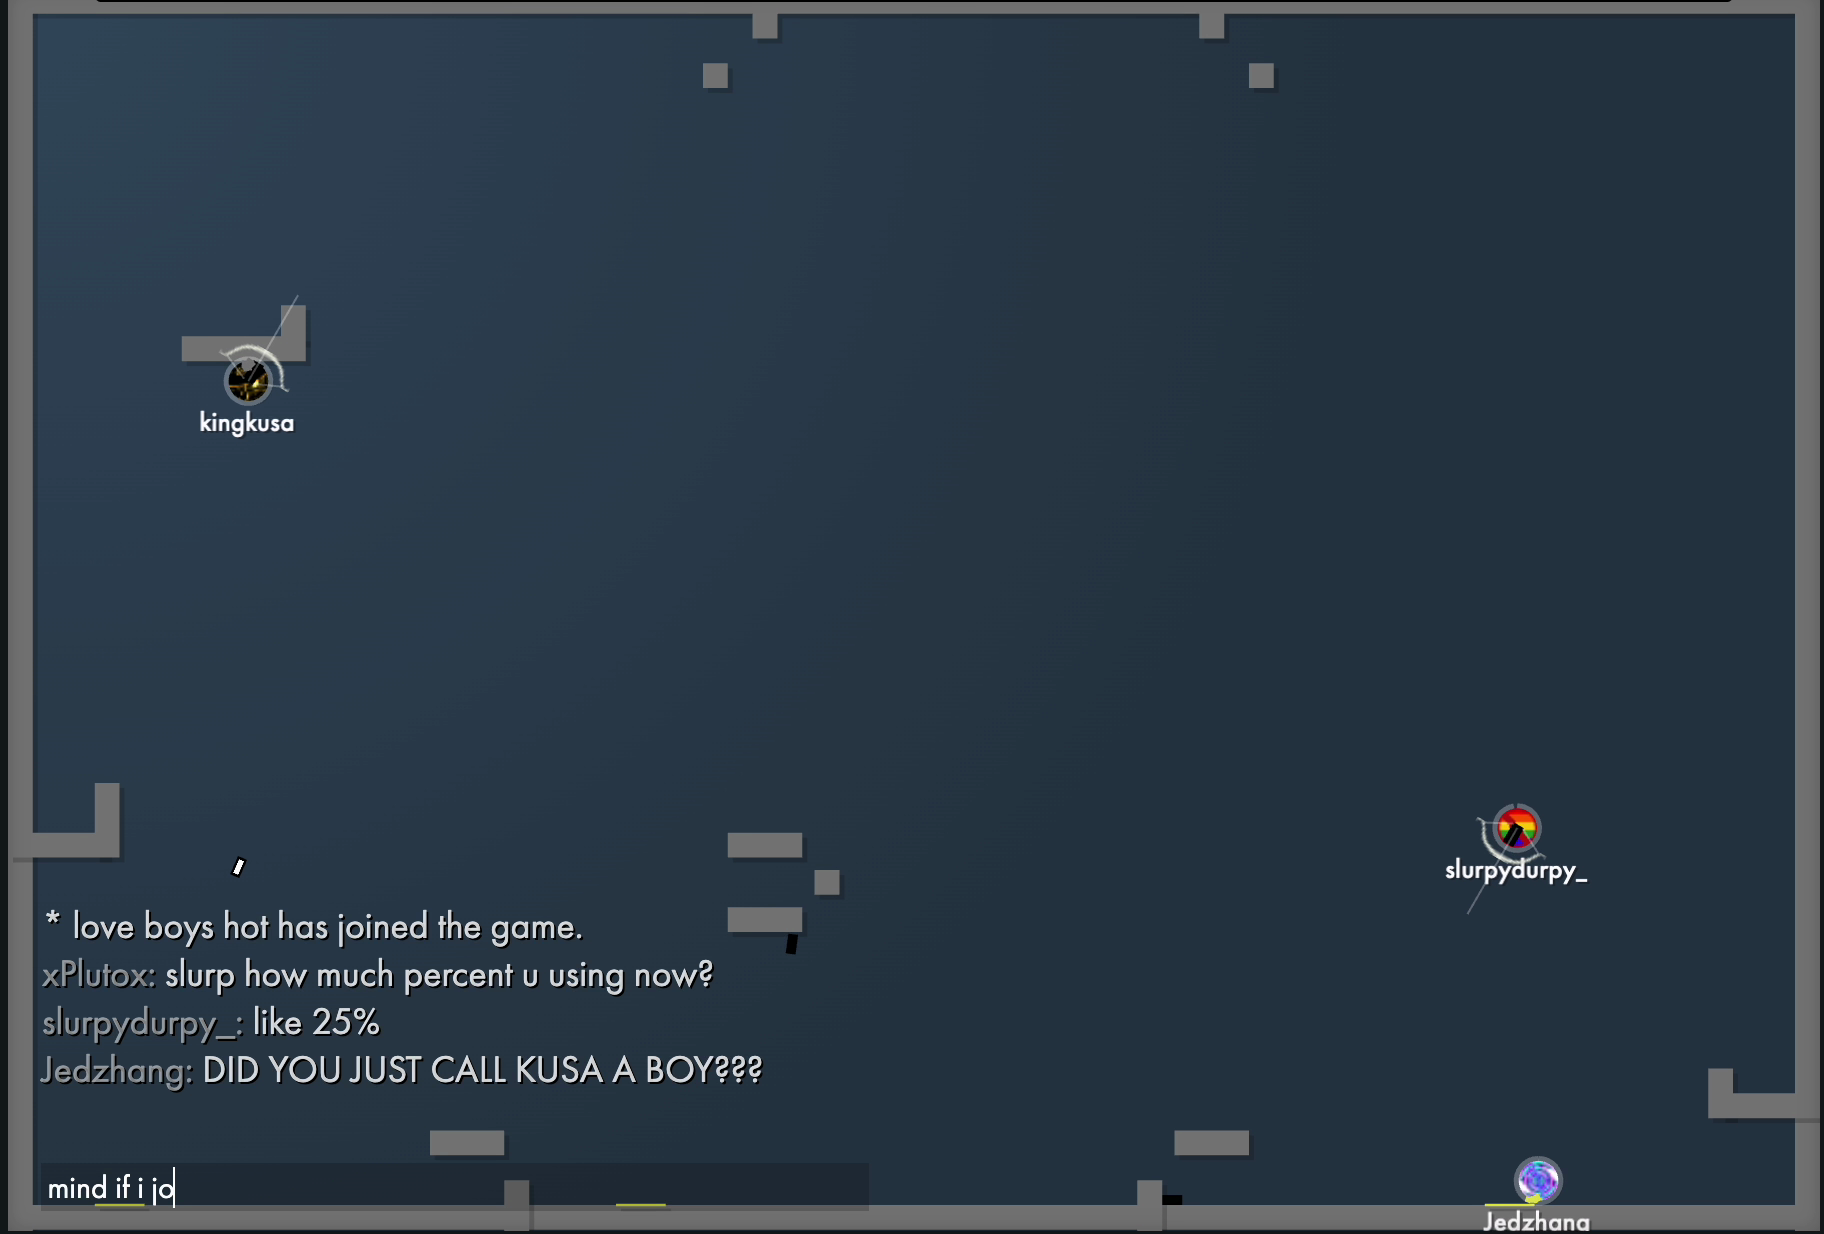 kingkusa
slurpydurpy_
* love boys hot has joined the game.
xPlutox: slurp how much percent u using now?
slurpydurpy_: like 25%
Jedzhang: DID YOU JUST CALL KUSA A BOY???
mind if i jo
Jedzhang